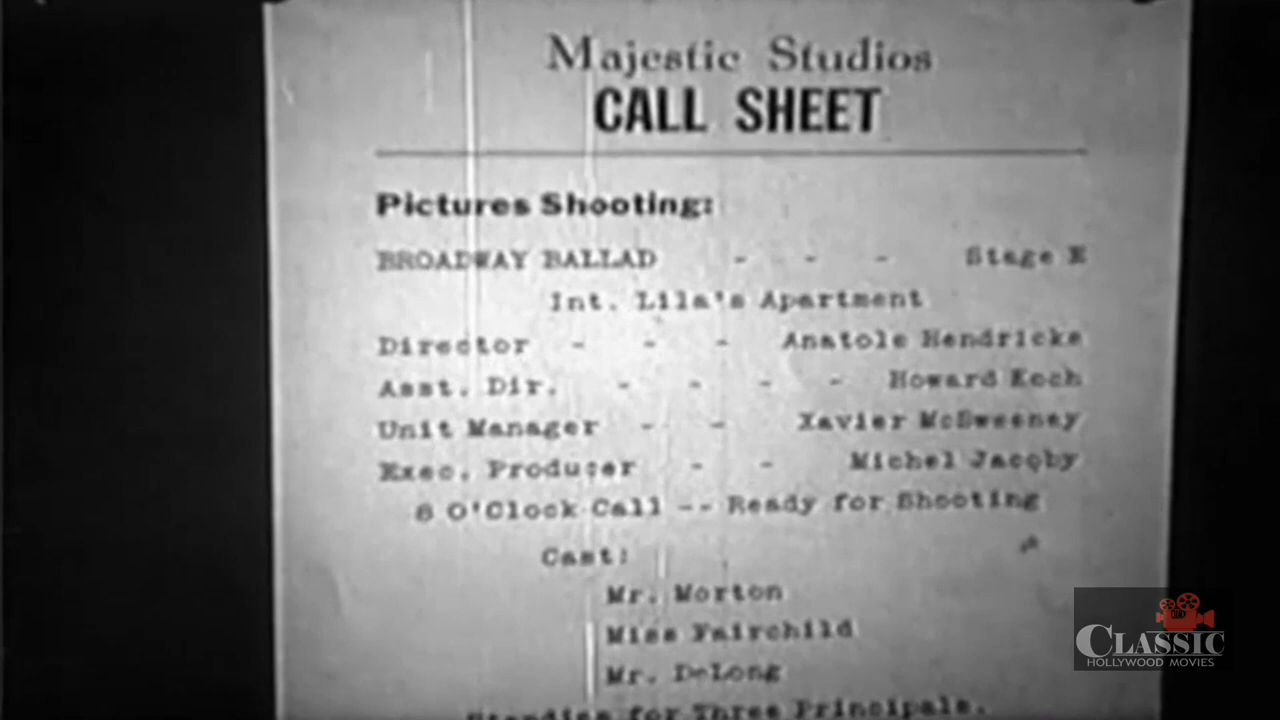 Majestic Studios
CALL SHEET
Pictures Shooting:
BROADWAY BALLAD - - - Stage E
Int. Lila's Apartment
Director - - - Anatole Hendricks
Asst. Dir. - - - - Howard Koch
Unit Manager - - Xavier McSweeney
Exec. Producer - - Michel Jacoby
8 O'Clock Call -- Ready for Shooting
Cast:
Mr. Morton
Miss Fairchild
Mr. DeLong
Standins for Three Principals.
CLASSIC
HOLLYWOOD MOVIES